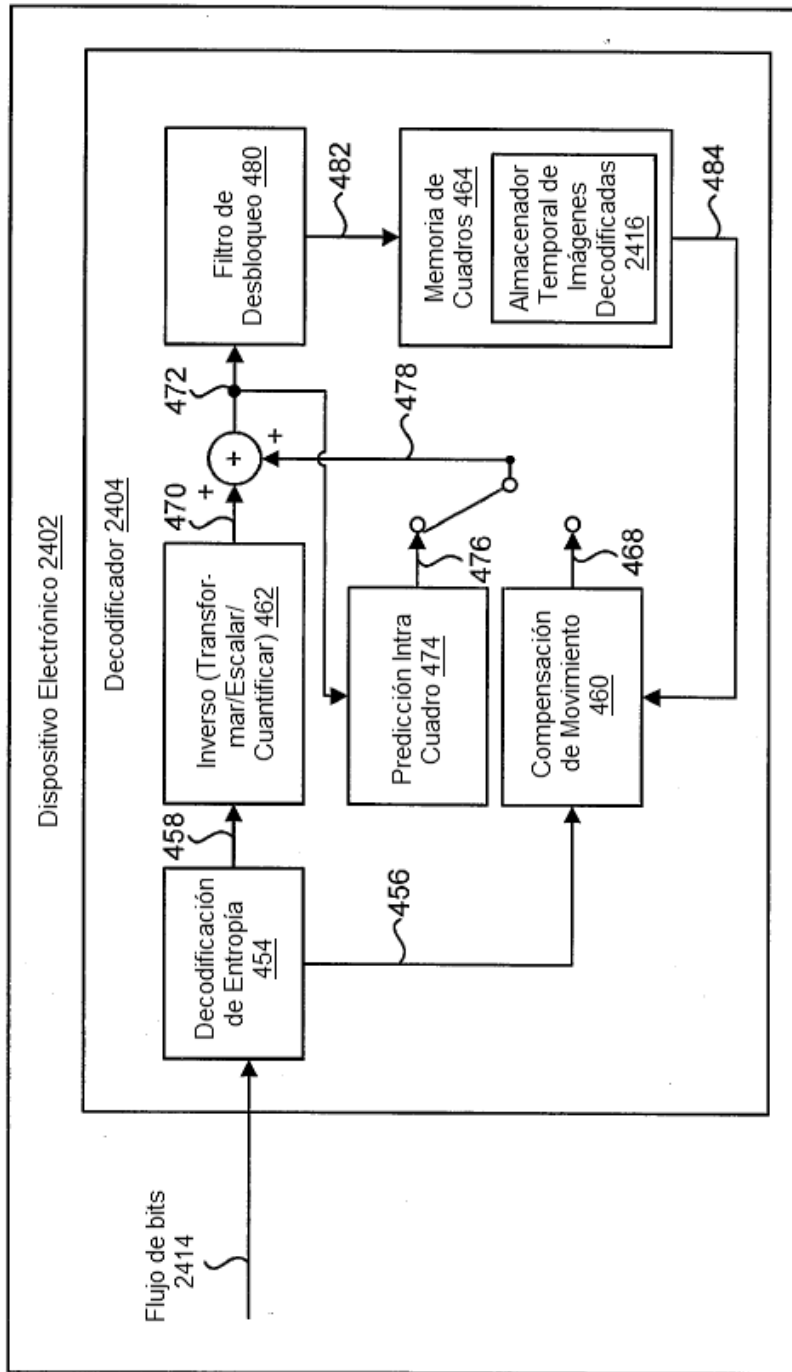 Dispositivo Electrónico 2402
Decodificador 2404
Flujo de bits
2414
Decodificación
de Entropía
454
458
456
Inverso (Transfor-
mar/Escalar/
Cuantificar) 462
470
+
+
+
472
Filtro de
Desbloqueo 480
482
Predicción Intra
Cuadro 474
476
478
Memoria de
Cuadros 464
Almacenador
Temporal de
Imágenes
Decodificadas
2416
484
Compensación
de Movimiento
460
468